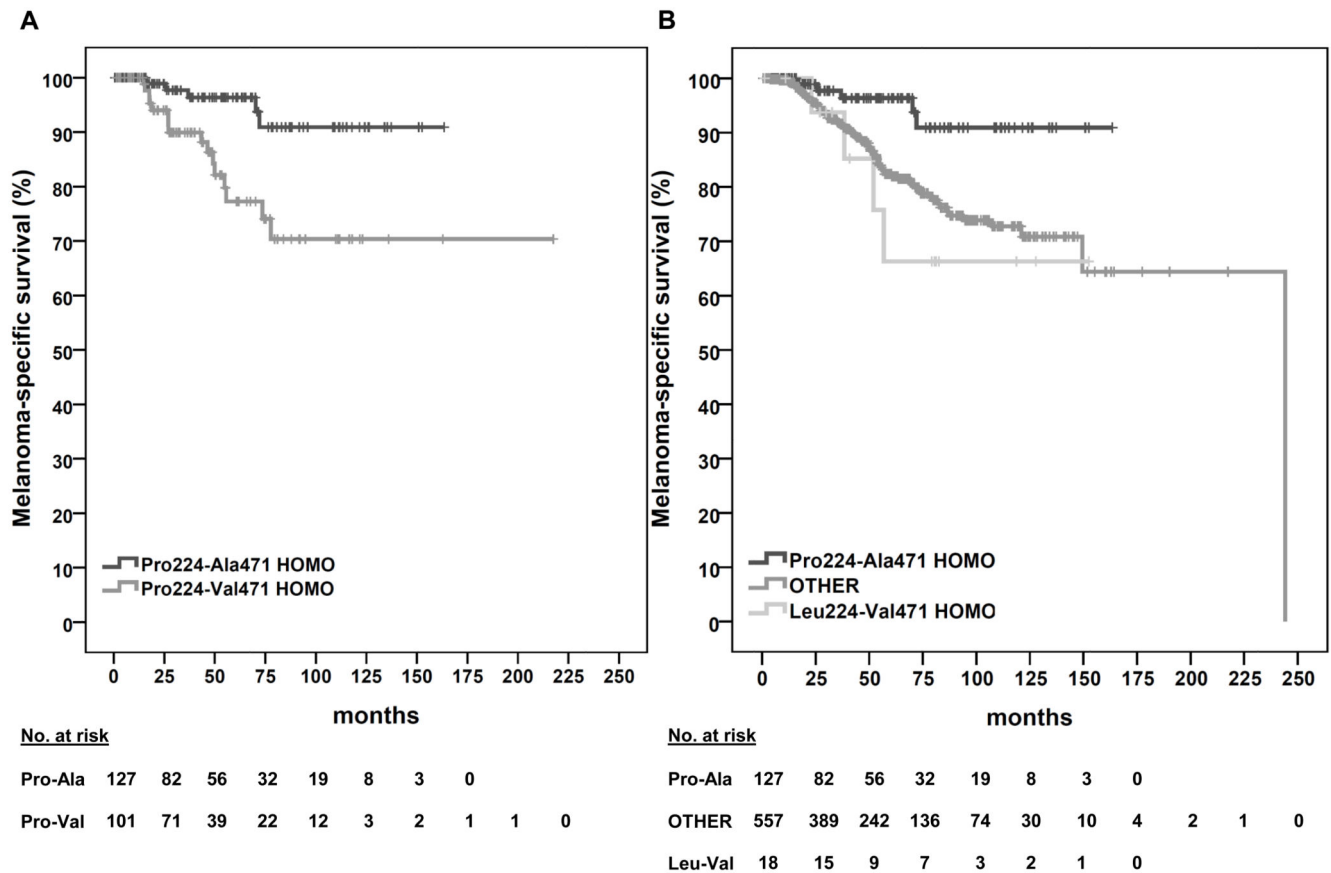 A
B
Melanoma-specific survival (%)
100
90
80
70
60
50
40
30
20
10
0
Pro224-Ala471 HOMO
Pro224-Val471 HOMO
0 25 50 75 100 125 150 175 200 225 250
months
No. at risk
Pro-Ala 127 82 56 32 19 8 3 0
Pro-Val 101 71 39 22 12 3 2 1 1 0
Melanoma-specific survival (%)
100
90
80
70
60
50
40
30
20
10
0
Pro224-Ala471 HOMO
OTHER
Leu224-Val471 HOMO
0 25 50 75 100 125 150 175 200 225 250
months
No. at risk
Pro-Ala 127 82 56 32 19 8 3 0
OTHER 557 389 242 136 74 30 10 4 2 1 0
Leu-Val 18 15 9 7 3 2 1 0